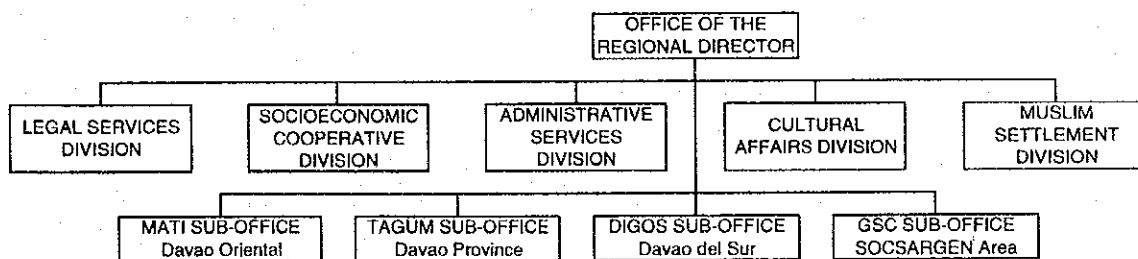 OFFICE OF THE
REGIONAL DIRECTOR
LEGAL SERVICES
DIVISION
SOCIOECONOMIC
COOPERATIVE
DIVISION
ADMINISTRATIVE
SERVICES
DIVISION
CULTURAL
AFFAIRS DIVISION
MUSLIM
SETTLEMENT
DIVISION
MATI SUB-OFFICE
Davao Oriental
TAGUM SUB-OFFICE
Davao Province
DIGOS SUB-OFFICE
Davao del Sur
GSC SUB-OFFICE
SOCSARGEN Area